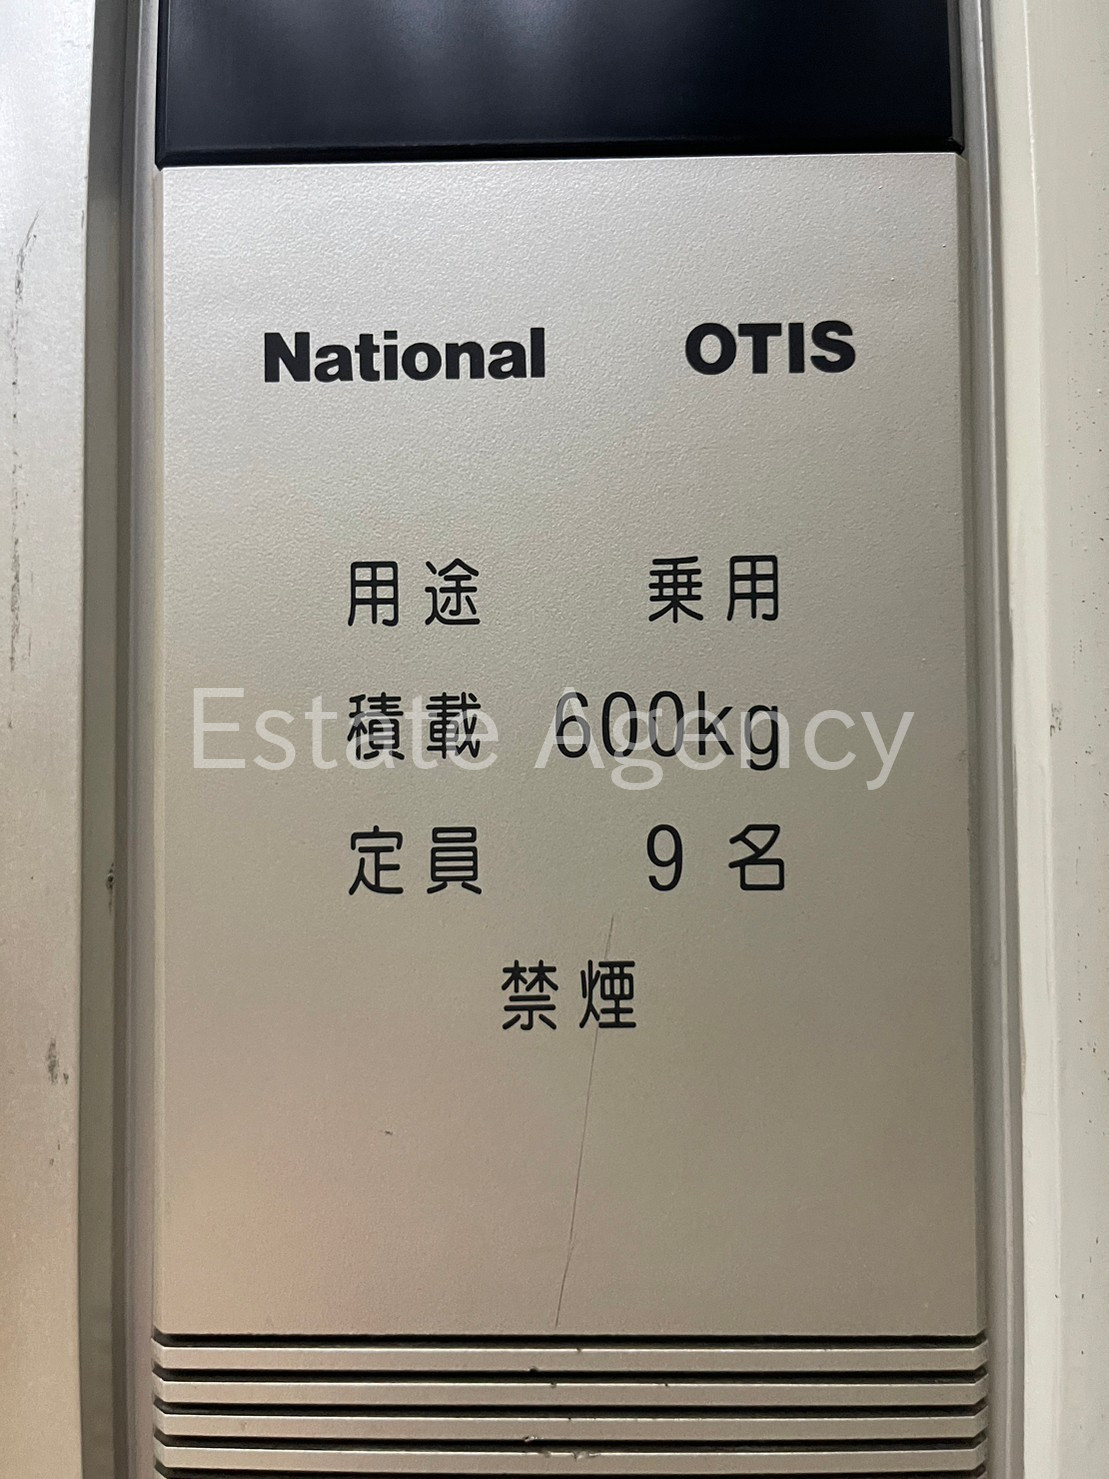 National OTIS
用途 乗用
積載 600kg
Estate Agency
定員 9名
禁煙